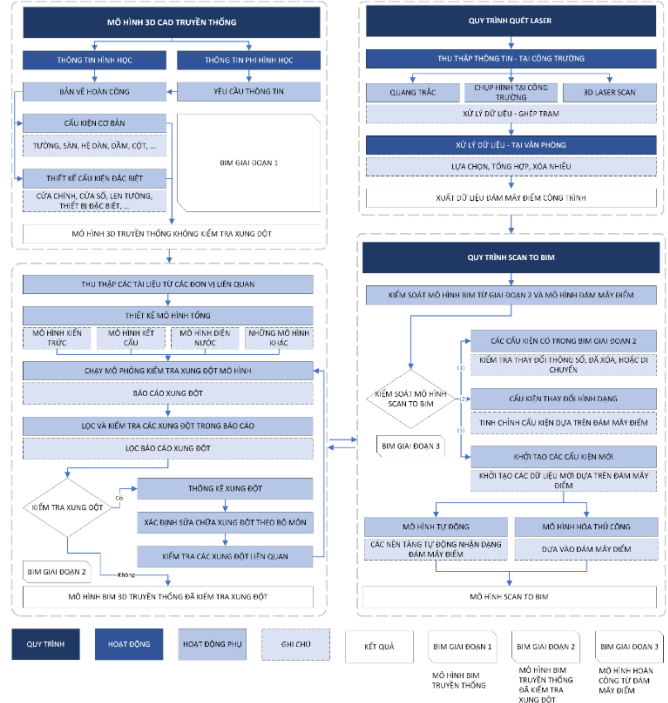 MÔ HÌNH 3D CAD TRUYỀN THỐNG
THÔNG TIN HÌNH HỌC
THÔNG TIN PHI HÌNH HỌC
BẢN VẼ HOÀN CÔNG
YÊU CẦU THÔNG TIN
CẤU KIỆN CƠ BẢN
TƯỜNG, SÀN, HỆ DÀN, DẦM, CỘT, ...
THIẾT KẾ CẤU KIỆN ĐẶC BIỆT
CỬA CHÍNH, CỬA SỔ, LEN TƯỜNG,
THIẾT BỊ ĐẶC BIỆT, ...
BIM GIAI ĐOẠN 1
MÔ HÌNH 3D TRUYỀN THỐNG KHÔNG KIỂM TRA XUNG ĐỘT
THU THẬP CÁC TÀI LIỆU TỪ CÁC ĐƠN VỊ LIÊN QUAN
THIẾT KẾ MÔ HÌNH TỔNG
MÔ HÌNH KIẾN
TRÚC
MÔ HÌNH KẾT
CẤU
MÔ HÌNH ĐIỆN
NƯỚC
NHỮNG MÔ HÌNH
KHÁC
CHẠY MÔ PHỎNG KIỂM TRA XUNG ĐỘT MÔ HÌNH
BÁO CÁO XUNG ĐỘT
LỌC VÀ KIỂM TRA CÁC XUNG ĐỘT TRONG BÁO CÁO
LỌC BÁO CÁO XUNG ĐỘT
KIỂM TRA XUNG ĐỘT
Có
THỐNG KÊ XUNG ĐỘT
XÁC ĐỊNH SỬA CHỮA XUNG ĐỘT THEO BỘ MÔN
KIỂM TRA CÁC XUNG ĐỘT LIÊN QUAN
BIM GIAI ĐOẠN 2
Không
MÔ HÌNH BIM 3D TRUYỀN THỐNG ĐÃ KIỂM TRA XUNG ĐỘT
QUY TRÌNH QUÉT LASER
THU THẬP THÔNG TIN - TẠI CÔNG TRƯỜNG
QUANG TRẮC
CHỤP HÌNH TẠI CÔNG
TRƯỜNG
3D LASER SCAN
XỬ LÝ DỮ LIỆU - GHÉP TRẠM
XỬ LÝ DỮ LIỆU - TẠI VĂN PHÒNG
LỰA CHỌN, TỔNG HỢP, XÓA NHIỄU
XUẤT DỮ LIỆU ĐÁM MÂY ĐIỂM CÔNG TRÌNH
QUY TRÌNH SCAN TO BIM
KIỂM SOÁT MÔ HÌNH BIM TỪ GIAI ĐOẠN 2 VÀ MÔ HÌNH ĐÁM MÂY ĐIỂM
KIỂM SOÁT MÔ HÌNH
SCAN TO BIM
(1)
CÁC CẤU KIỆN CÓ TRONG BIM GIAI ĐOẠN 2
KIỂM TRA THAY ĐỔI THÔNG SỐ, ĐÃ XÓA, HOẶC DI
CHUYỂN
(2)
CẤU KIỆN THAY ĐỔI HÌNH DẠNG
TINH CHỈNH CẤU KIỆN DỰA TRÊN ĐÁM MÂY ĐIỂM
(3)
KHỞI TẠO CÁC CẤU KIỆN MỚI
KHỞI TẠO CÁC DỮ LIỆU MỚI DỰA TRÊN ĐÁM MÂY
ĐIỂM
BIM GIAI ĐOẠN 3
MÔ HÌNH TỰ ĐỘNG
CÁC NỀN TẢNG TỰ ĐỘNG NHẬN DẠNG
ĐÁM MÂY ĐIỂM
MÔ HÌNH HÓA THỦ CÔNG
DỰA VÀO ĐÁM MÂY ĐIỂM
MÔ HÌNH SCAN TO BIM
QUY TRÌNH
HOẠT ĐỘNG
HOẠT ĐỘNG PHỤ
GHI CHÚ
KẾT QUẢ
BIM GIAI ĐOẠN 1
BIM GIAI ĐOẠN 2
BIM GIAI ĐOẠN 3
MÔ HÌNH BIM
TRUYỀN THỐNG
MÔ HÌNH BIM
TRUYỀN THỐNG
ĐÃ KIỂM TRA
XUNG ĐỘT
MÔ HÌNH HOÀN
CÔNG TỪ ĐÁM
MÂY ĐIỂM